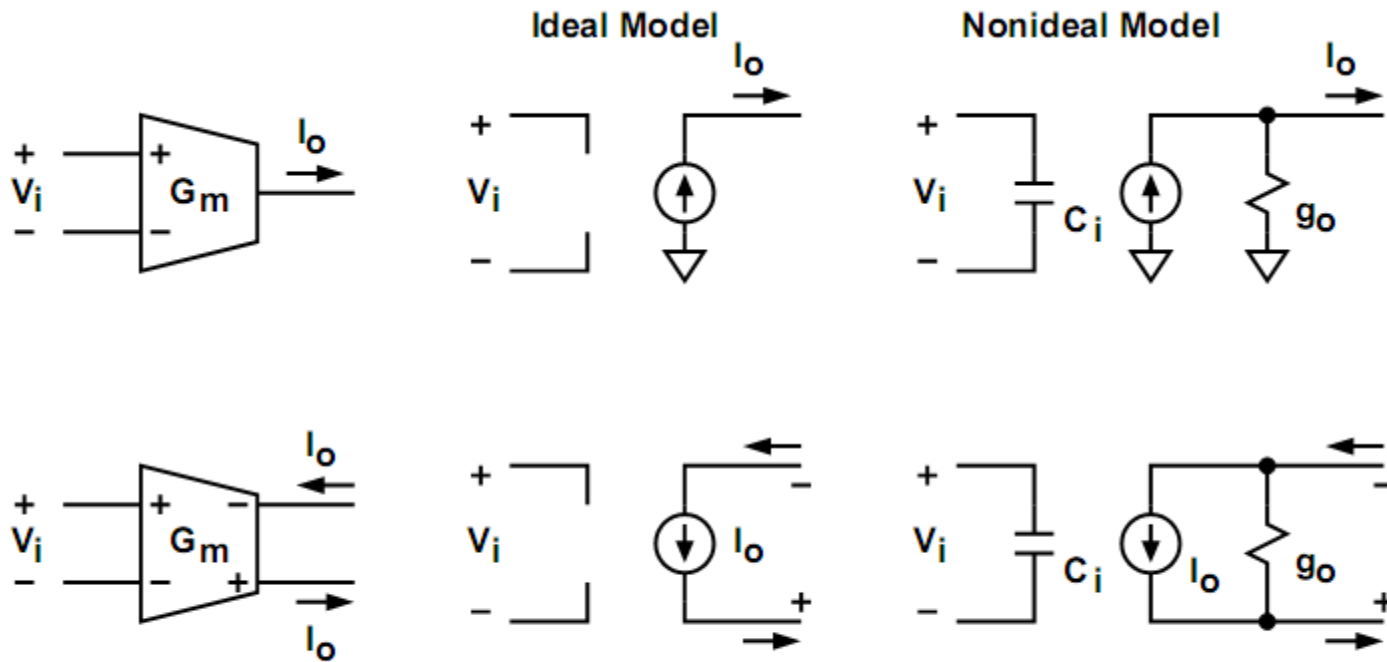 Ideal Model
Nonideal Model
Io
Io
+
+
+
+
Io
Vi
Gm
Vi
Vi
Ci
go
−
−
−
−
Io
+
+
−
+
−
+
−
Vi
Gm
Vi
Io
Vi
Ci
Io
go
−
−
+
−
+
−
+
Io